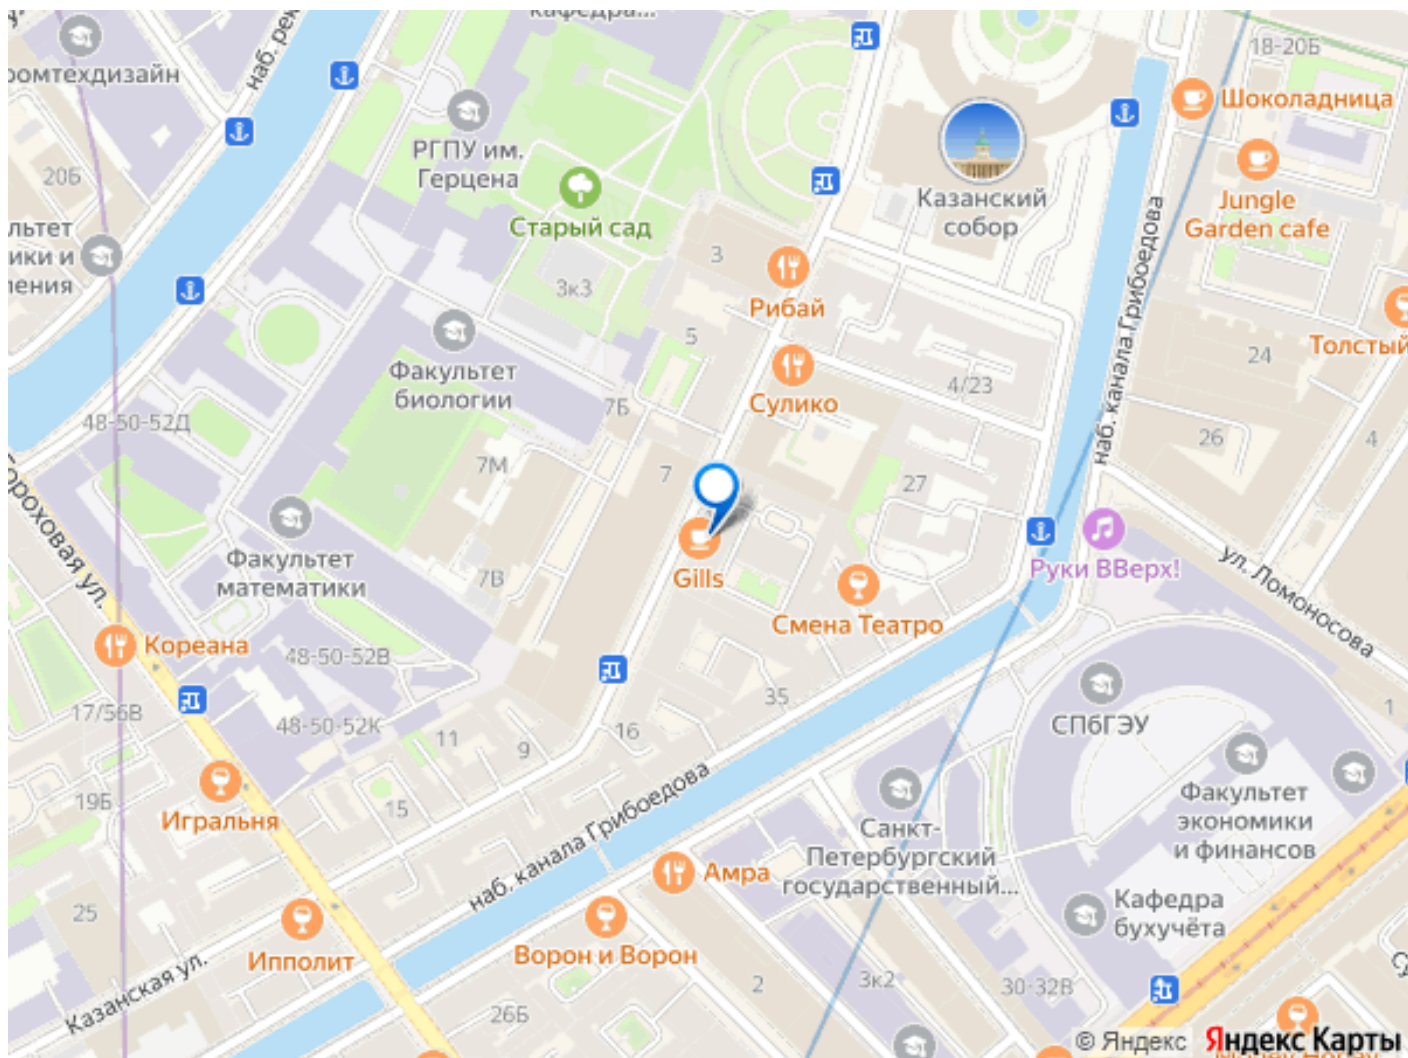 кафедра...
наб. рек
ромтехдизайн
18-20Б
Шоколадница
РГПУ им.
Герцена
20Б
Казанский
собор
Jungle
Garden cafe
Старый сад
льтет
ики и
ления
3
3к3
Рибай
наб. канала Грибоедова
5
Толстый
24
Факультет
биологии
4/23
Сулико
7Б
48-50-52Д
26
4
7М
7
27
Гороховая ул.
Gills
Руки ВВерх!
ул. Ломоносова
Факультет
математики
7В
Смена Театро
Кореана
48-50-52В
35
17/56В
48-50-52К
11
9
16
СПбГЭУ
1
19Б
Игральня
15
наб. канала Грибоедова
Факультет
экономики
и финансов
Санкт-
Петербургский
государственный...
Амра
25
Кафедра
бухучёта
Ипполит
Ворон и Ворон
Казанская ул.
2
3к2
30-32В
26Б
© Яндекс Яндекс Карты